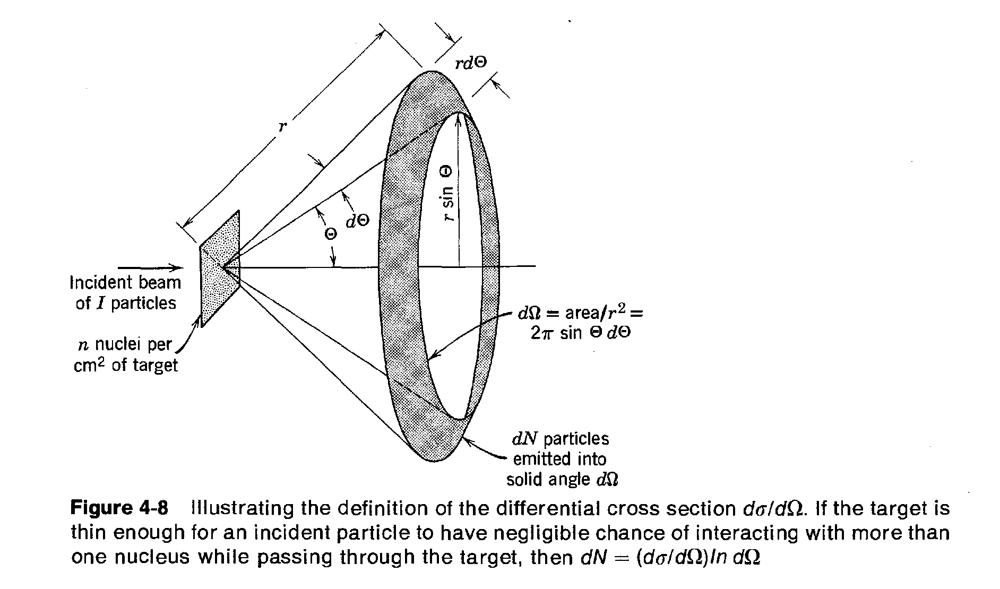 rdΘ
r
r sin Θ
dΘ
Θ
Incident beam
of I particles
n nuclei per
cm² of target
dΩ = area/r² =
2π sin Θ dΘ
dN particles
emitted into
solid angle dΩ
Figure 4-8 Illustrating the definition of the differential cross section dσ/dΩ. If the target is
thin enough for an incident particle to have negligible chance of interacting with more than
one nucleus while passing through the target, then dN = (dσ/dΩ)In dΩ